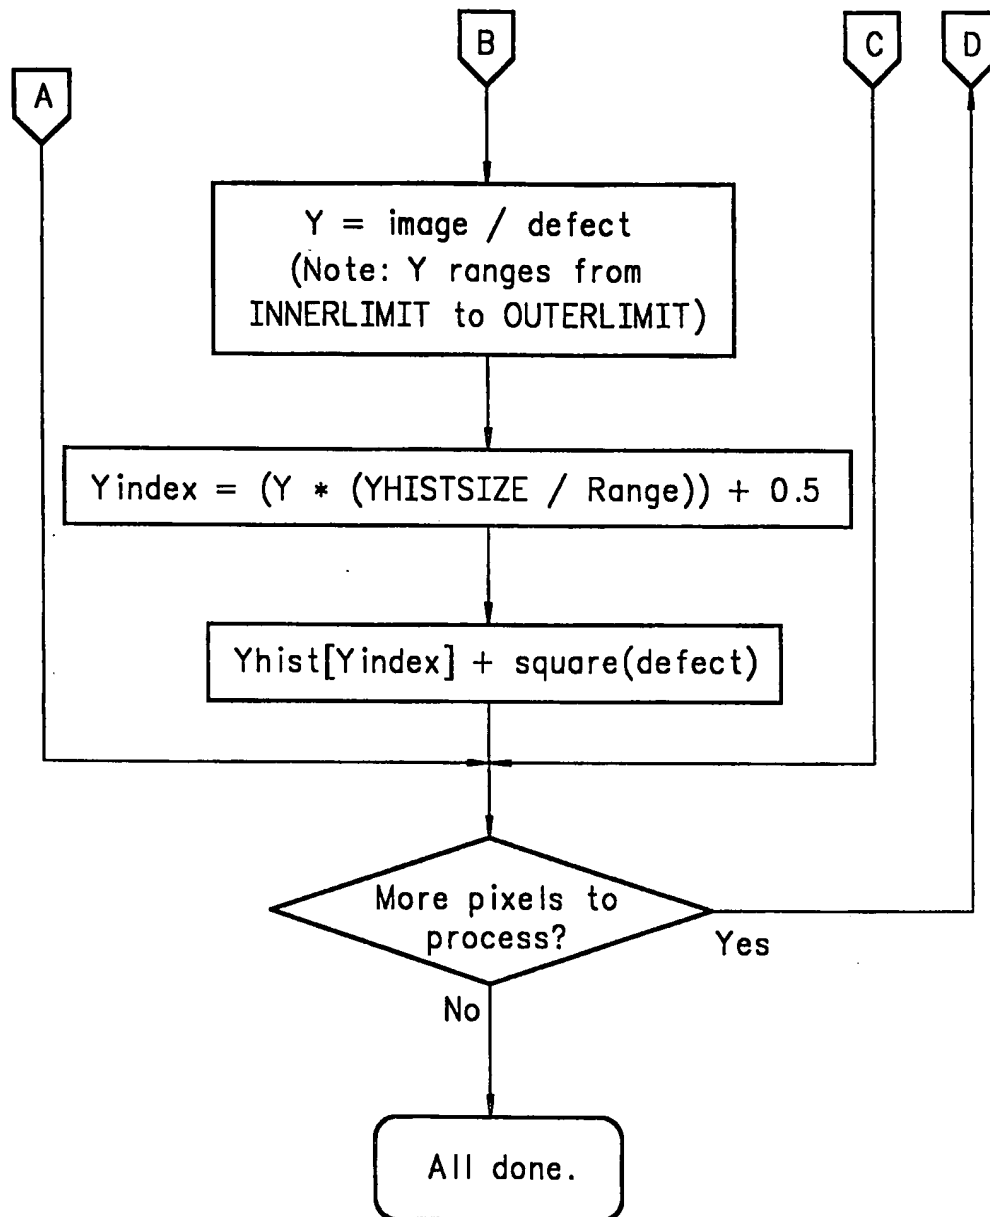 A
B
C
D
Y = image / defect
(Note: Y ranges from
INNERLIMIT to OUTERLIMIT)
Yindex = (Y * (YHISTSIZE / Range)) + 0.5
Yhist[Yindex] + square(defect)
More pixels to
process?
Yes
No
All done.